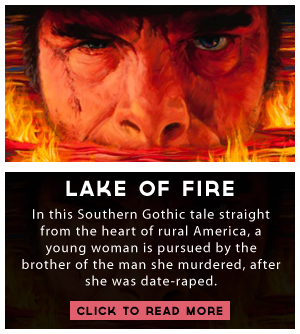 LAKE OF FIRE
In this Southern Gothic tale straight
from the heart of rural America, a
young woman is pursued by the
brother of the man she murdered, after
she was date-raped.
CLICK TO READ MORE